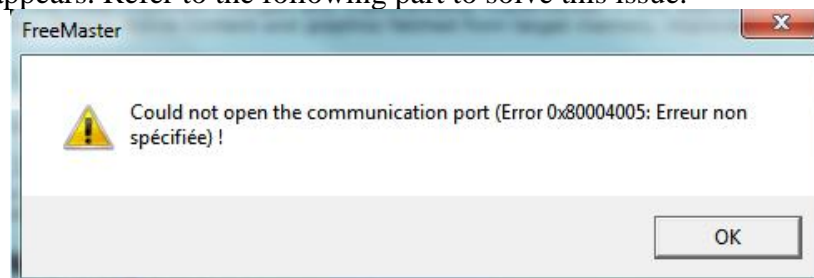 appears. Refer to the following part to solve this issue.
FreeMaster
Could not open the communication port (Error 0x80004005: Erreur non
spécifiée) !
OK